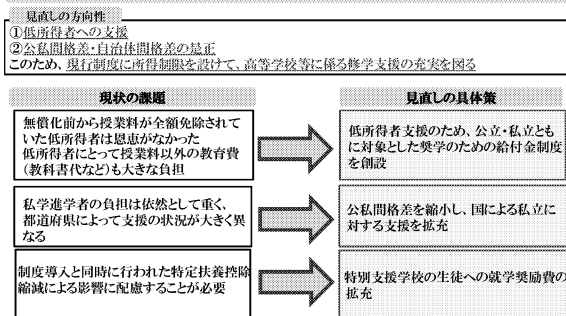 見直しの方向性
①低所得者への支援
②公私間格差・自治体間格差の是正
このため、現行制度に所得制限を設けて、高等学校等に係る修学支援の充実を図る
現状の課題
見直しの具体策
無償化前から授業料が全額免除されて
いた低所得者は恩恵がなかった
低所得者にとって授業料以外の教育費
(教科書代など)も大きな負担
低所得者支援のため、公立・私立とも
に対象とした奨学のための給付金制度
を創設
私学進学者の負担は依然として重く、
都道府県によって支援の状況が大きく異
なる
公私間格差を縮小し、国による私立に
対する支援を拡充
制度導入と同時に行われた特定扶養控除
縮減による影響に配慮することが必要
特別支援学校の生徒への就学奨励費の
拡充